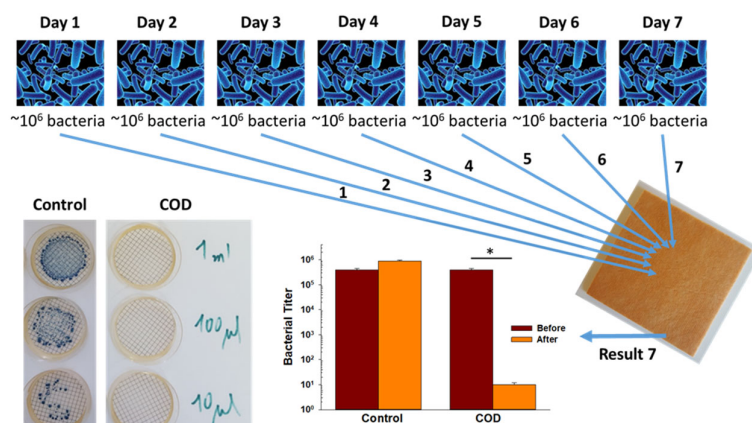 Day 1 Day 2 Day 3 Day 4 Day 5 Day 6 Day 7
~10⁶ bacteria ~10⁶ bacteria ~10⁶ bacteria ~10⁶ bacteria ~10⁶ bacteria ~10⁶ bacteria ~10⁶ bacteria
1
2
3
4
5
6
7
Control COD
1 ml
100 µl
10 µl
Bacterial Titer
10⁶
10⁵
10⁴
10³
10²
10¹
10⁰
*
Before
After
Control COD
Result 7